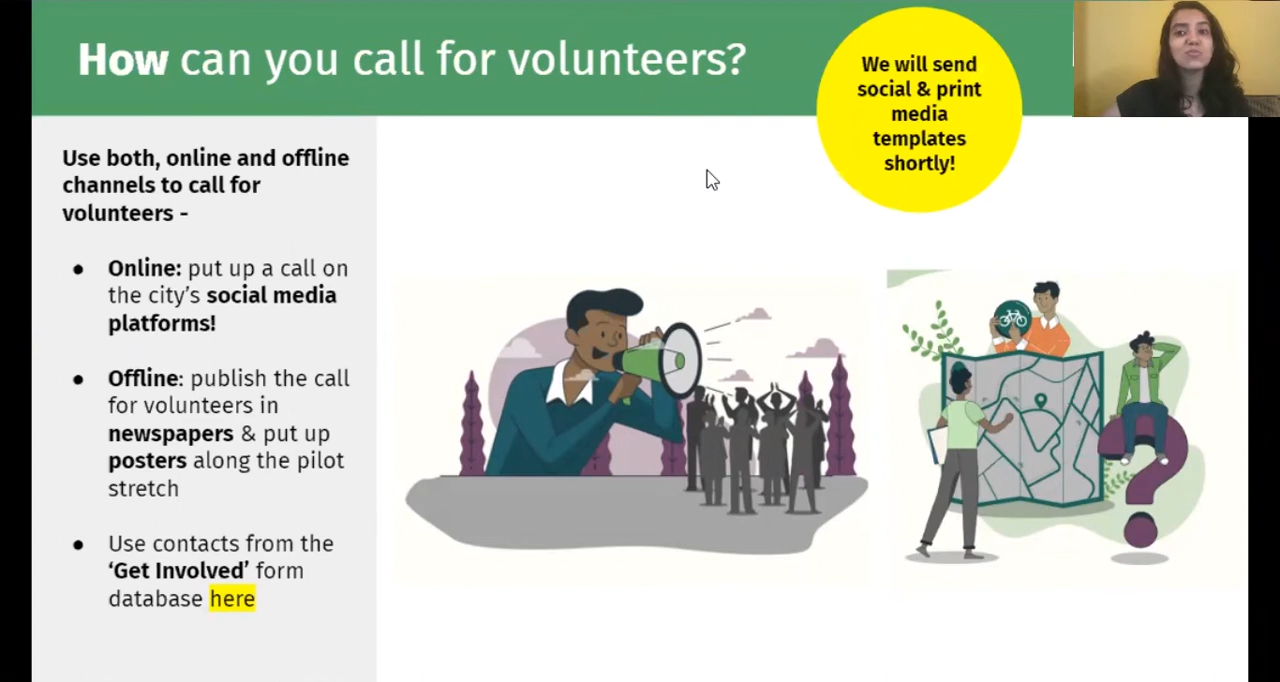 How can you call for volunteers?
We will send
social & print
media
templates
shortly!
Use both, online and offline
channels to call for
volunteers -
● Online: put up a call on
the city’s social media
platforms!
● Offline: publish the call
for volunteers in
newspapers & put up
posters along the pilot
stretch
● Use contacts from the
‘Get Involved’ form
database here